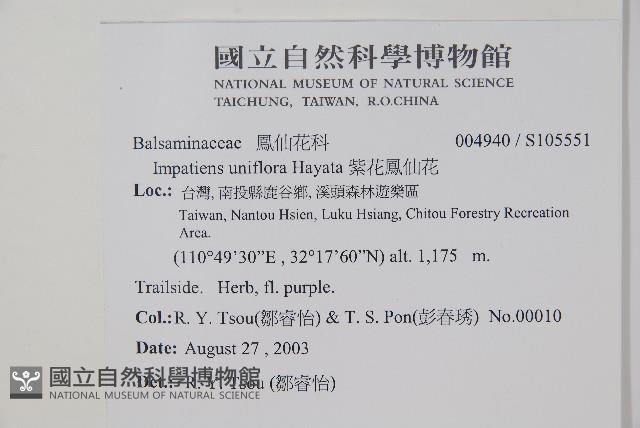 國立自然科學博物館
NATIONAL MUSEUM OF NATURAL SCIENCE
TAICHUNG, TAIWAN, R.O.CHINA
Balsaminaceae 鳳仙花科 004940 / S105551
Impatiens uniflora Hayata 紫花鳳仙花
Loc.: 台灣, 南投縣鹿谷鄉, 溪頭森林遊樂區
Taiwan, Nantou Hsien, Luku Hsiang, Chitou Forestry Recreation
Area.
(110°49'30”E , 32°17'60”N) alt. 1,175 m.
Trailside. Herb, fl. purple.
Col.: R. Y. Tsou(鄒睿怡) & T. S. Pon(彭春琇) No.00010
Date: August 27 , 2003
Det.: R. Y. Tsou (鄒睿怡)
國立自然科學博物館
NATIONAL MUSEUM OF NATURAL SCIENCE